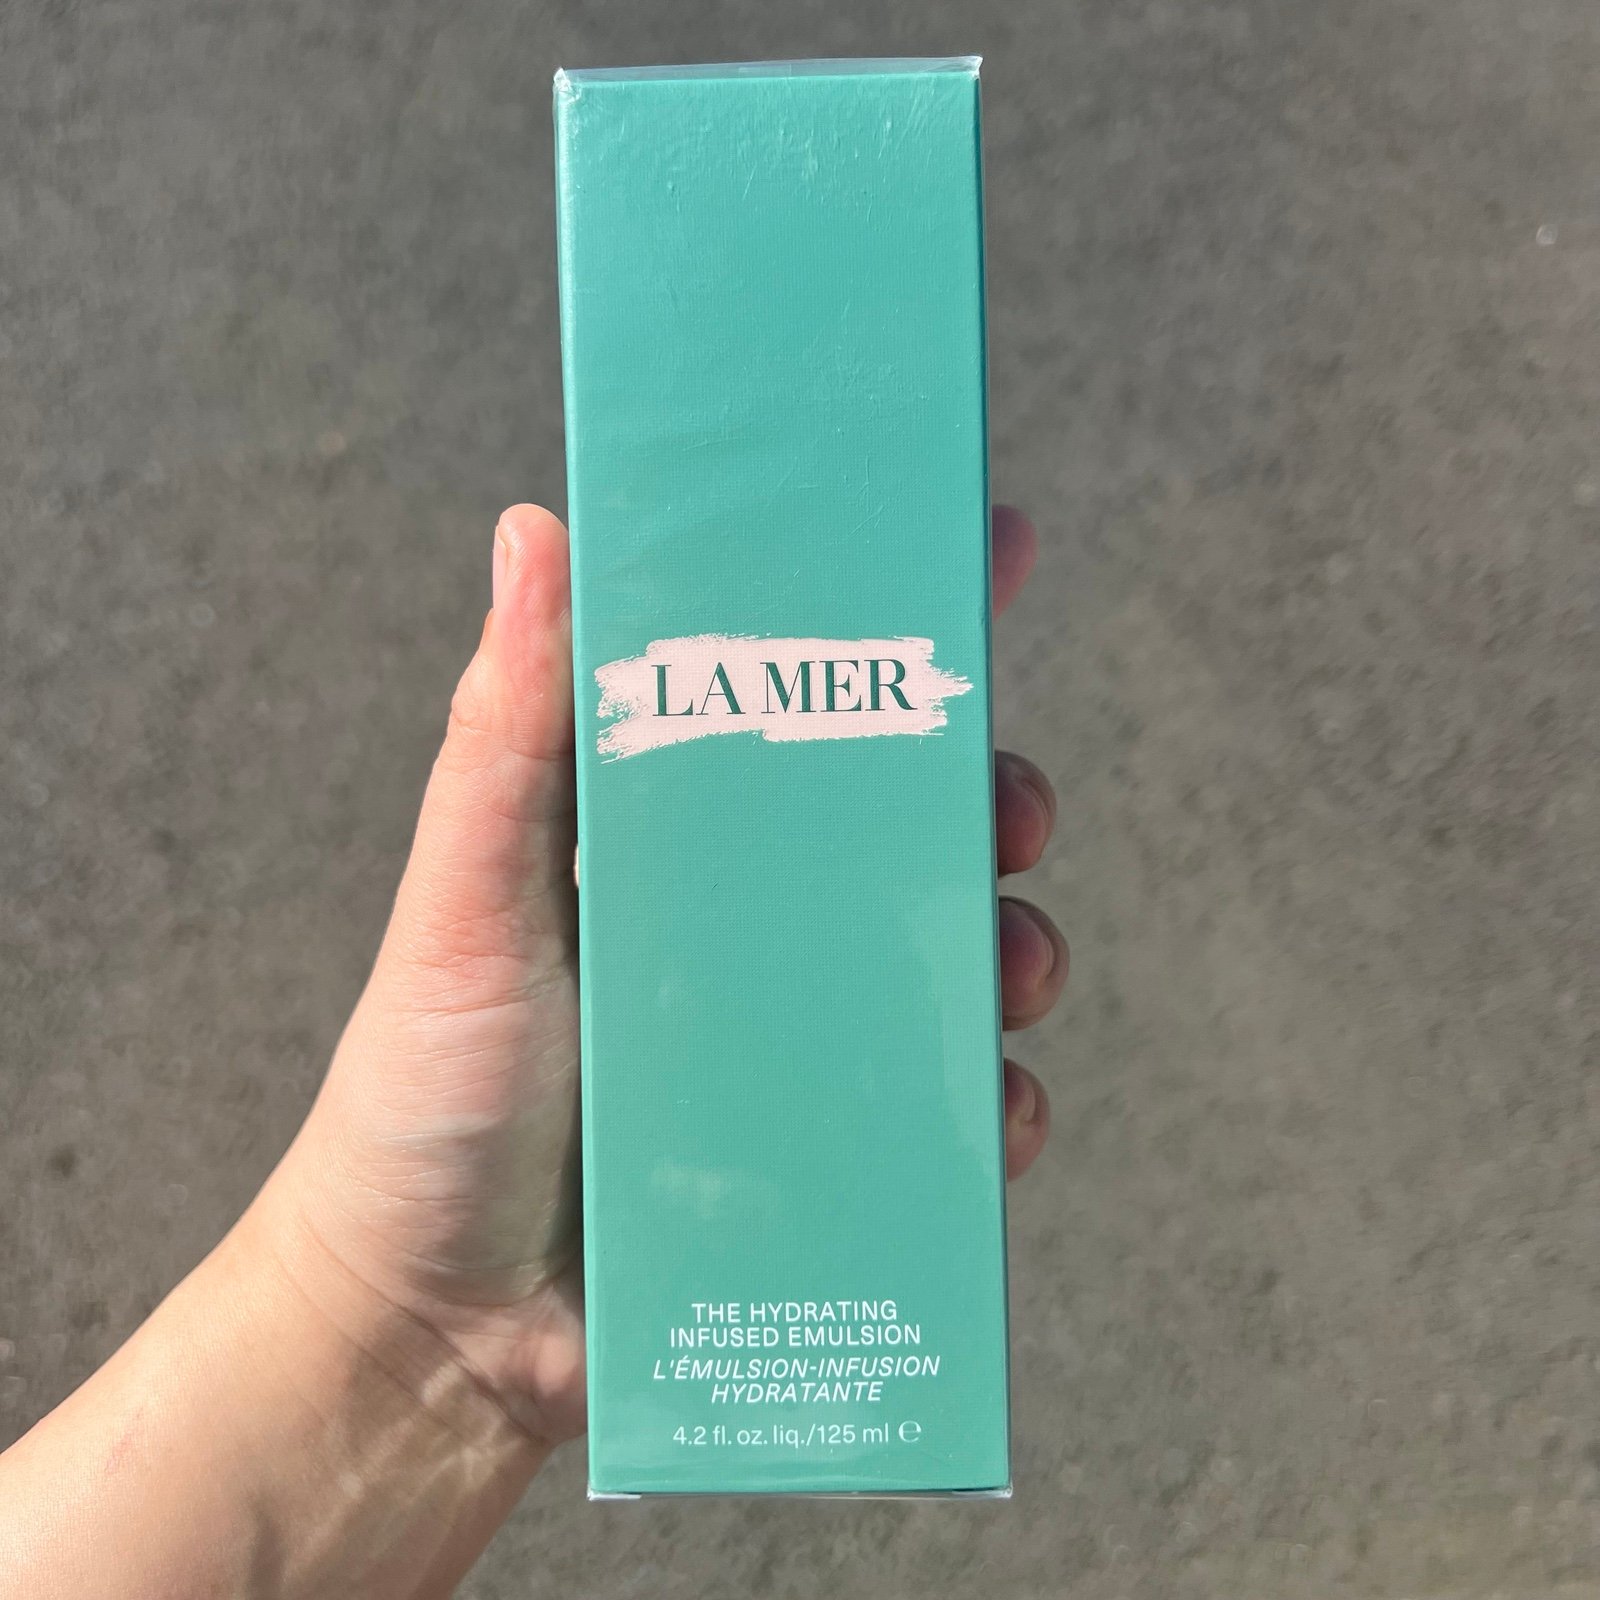 LA MER
THE HYDRATING
INFUSED EMULSION
L'ÉMULSION-INFUSION
HYDRATANTE
4.2 fl. oz. liq./125 ml ℮